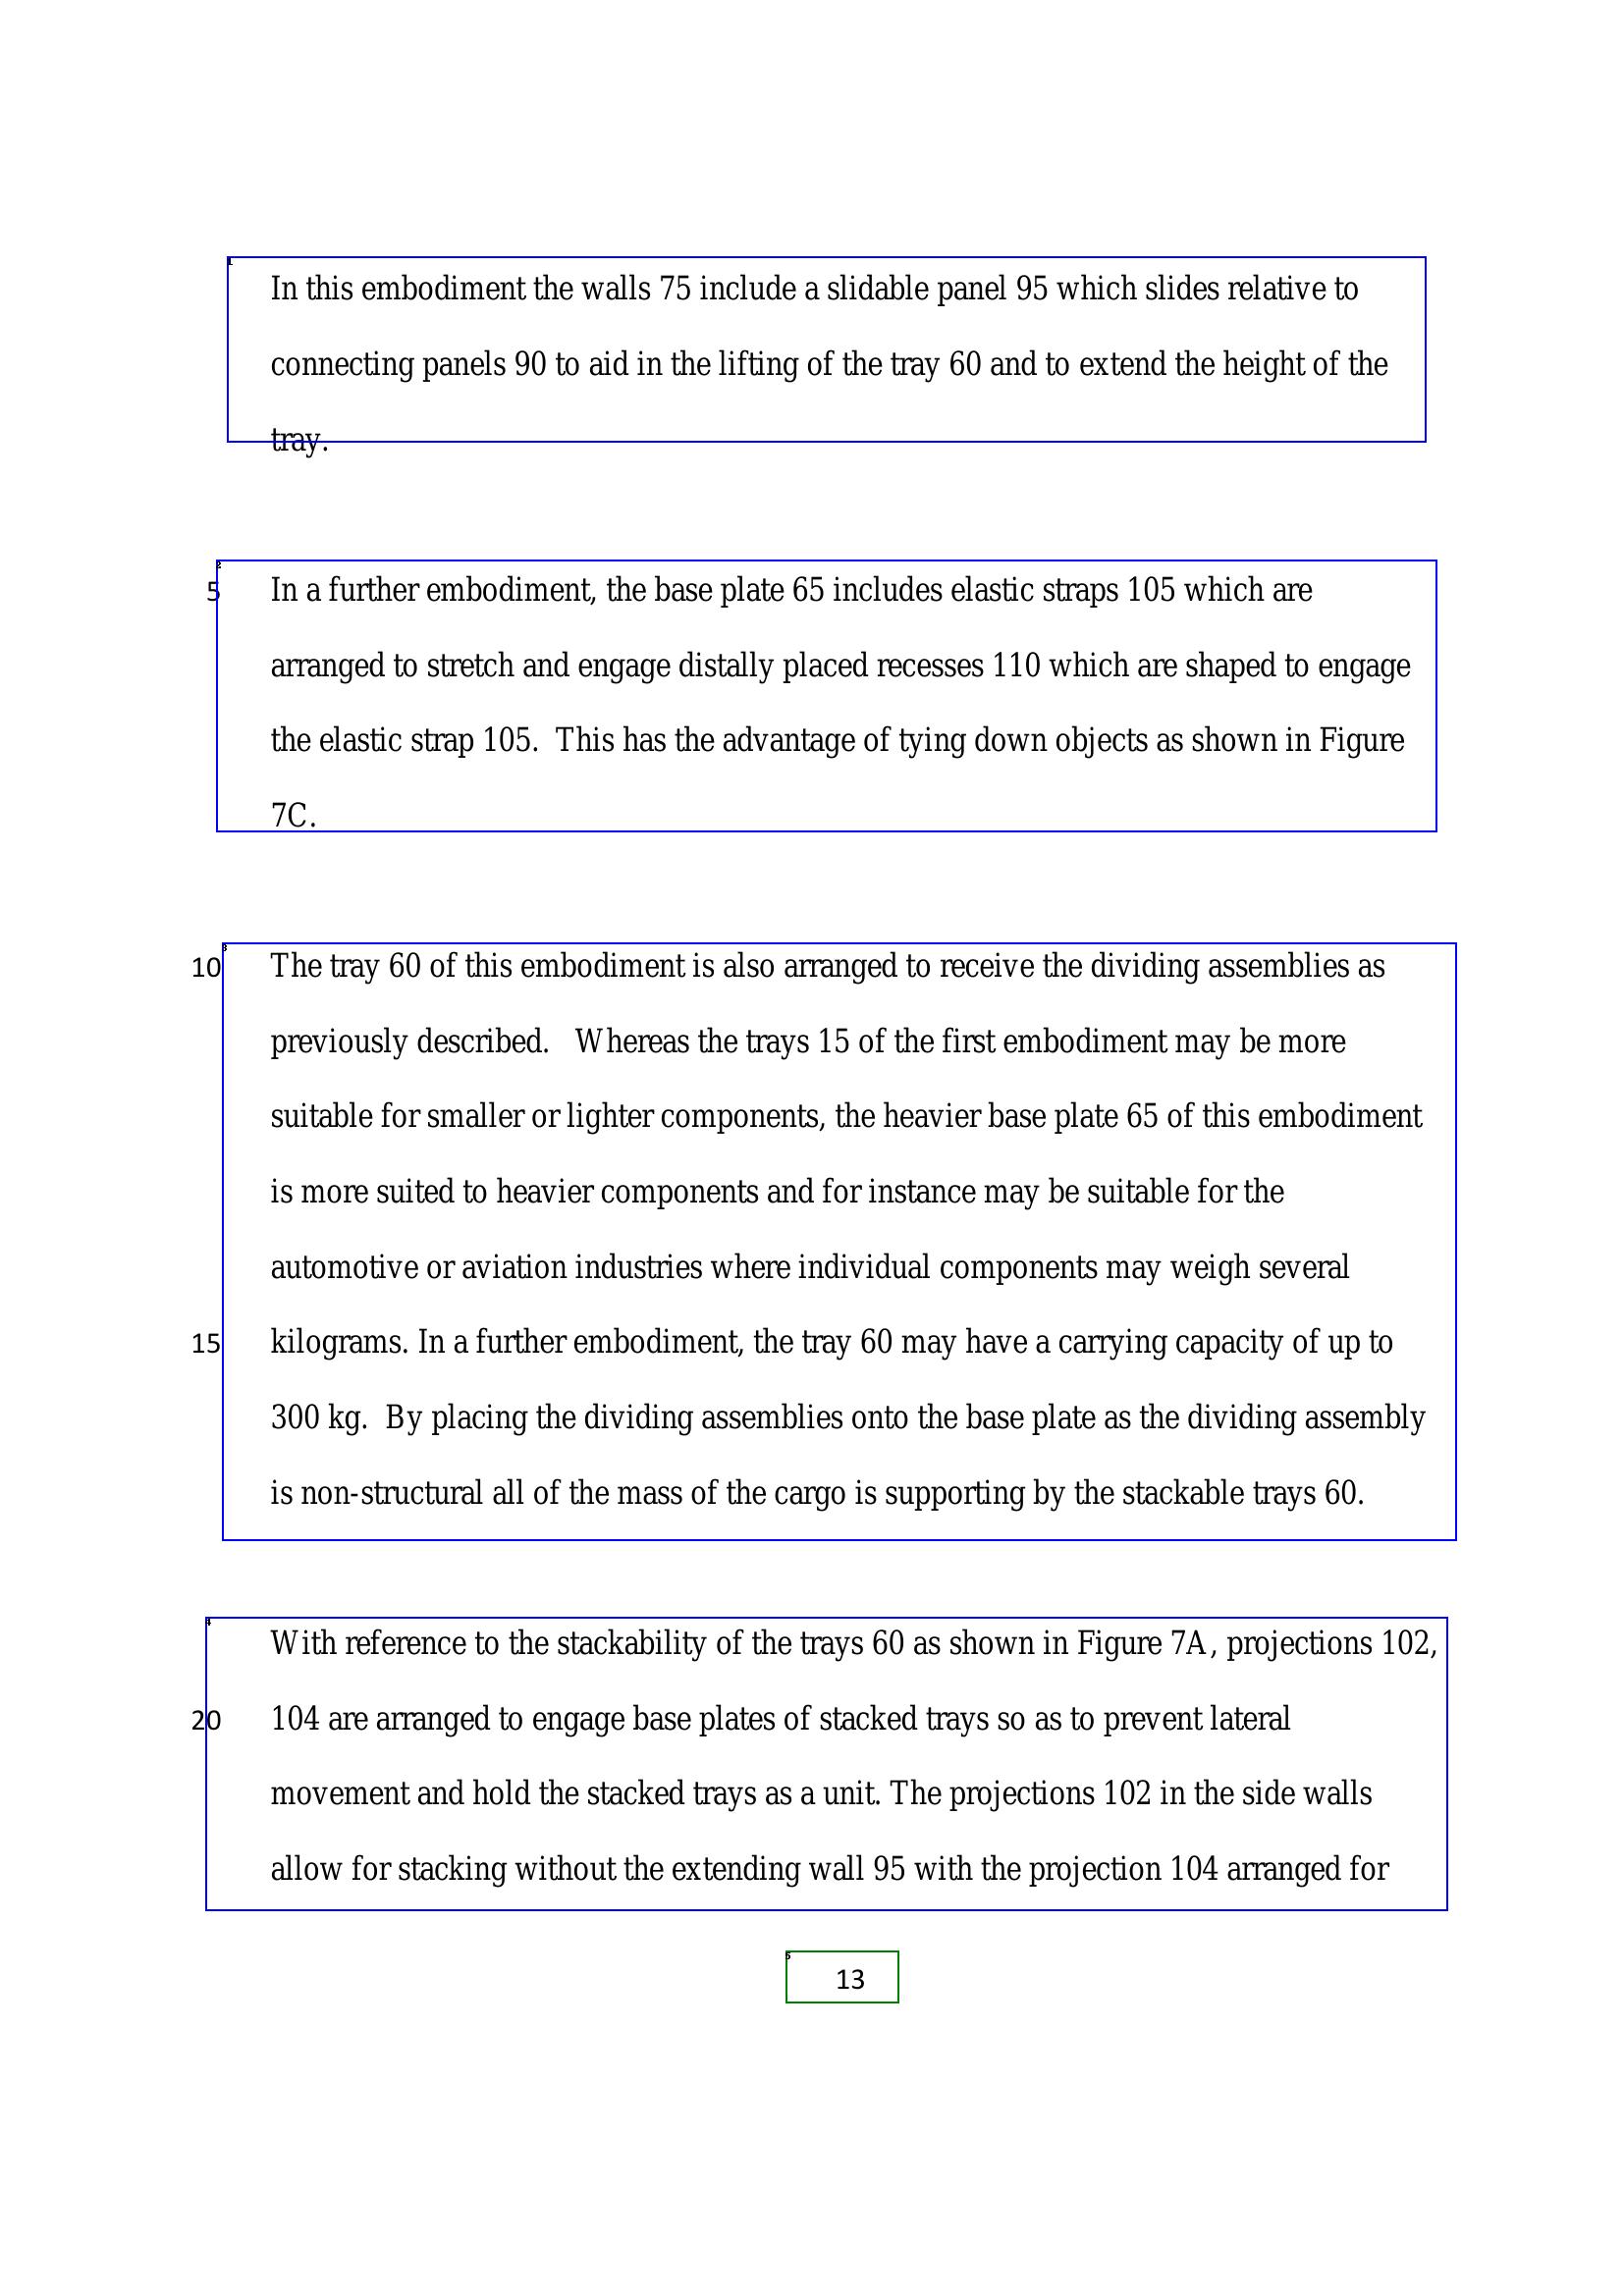 In this embodiment the walls 75 include a slidable panel 95 which slides relative to
connecting panels 90 to aid in the lifting of the tray 60 and to extend the height of the
tray.
5 In a further embodiment, the base plate 65 includes elastic straps 105 which are
arranged to stretch and engage distally placed recesses 110 which are shaped to engage
the elastic strap 105.  This has the advantage of tying down objects as shown in Figure
7C.
10 The tray 60 of this embodiment is also arranged to receive the dividing assemblies as
previously described.   Whereas the trays 15 of the first embodiment may be more
suitable for smaller or lighter components, the heavier base plate 65 of this embodiment
is more suited to heavier components and for instance may be suitable for the
automotive or aviation industries where individual components may weigh several
15 kilograms. In a further embodiment, the tray 60 may have a carrying capacity of up to
300 kg.  By placing the dividing assemblies onto the base plate as the dividing assembly
is non-structural all of the mass of the cargo is supporting by the stackable trays 60.
With reference to the stackability of the trays 60 as shown in Figure 7A, projections 102,
20 104 are arranged to engage base plates of stacked trays so as to prevent lateral
movement and hold the stacked trays as a unit. The projections 102 in the side walls
allow for stacking without the extending wall 95 with the projection 104 arranged for
13